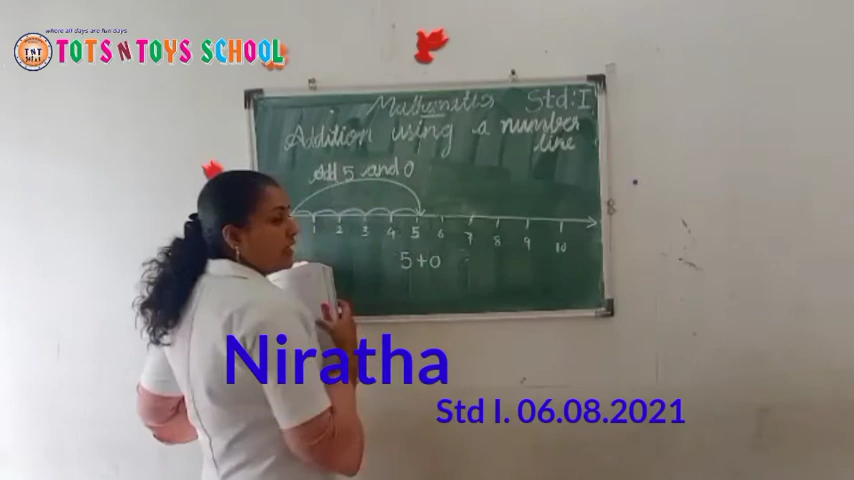 where all days are fun days
TNT
TOTS N TOYS SCHOOL
Mathematics Std:I
Addition using a number
line
Add 5 and 0
1 2 3 4 5 6 7 8 9 10
5+0
Niratha
Std I. 06.08.2021